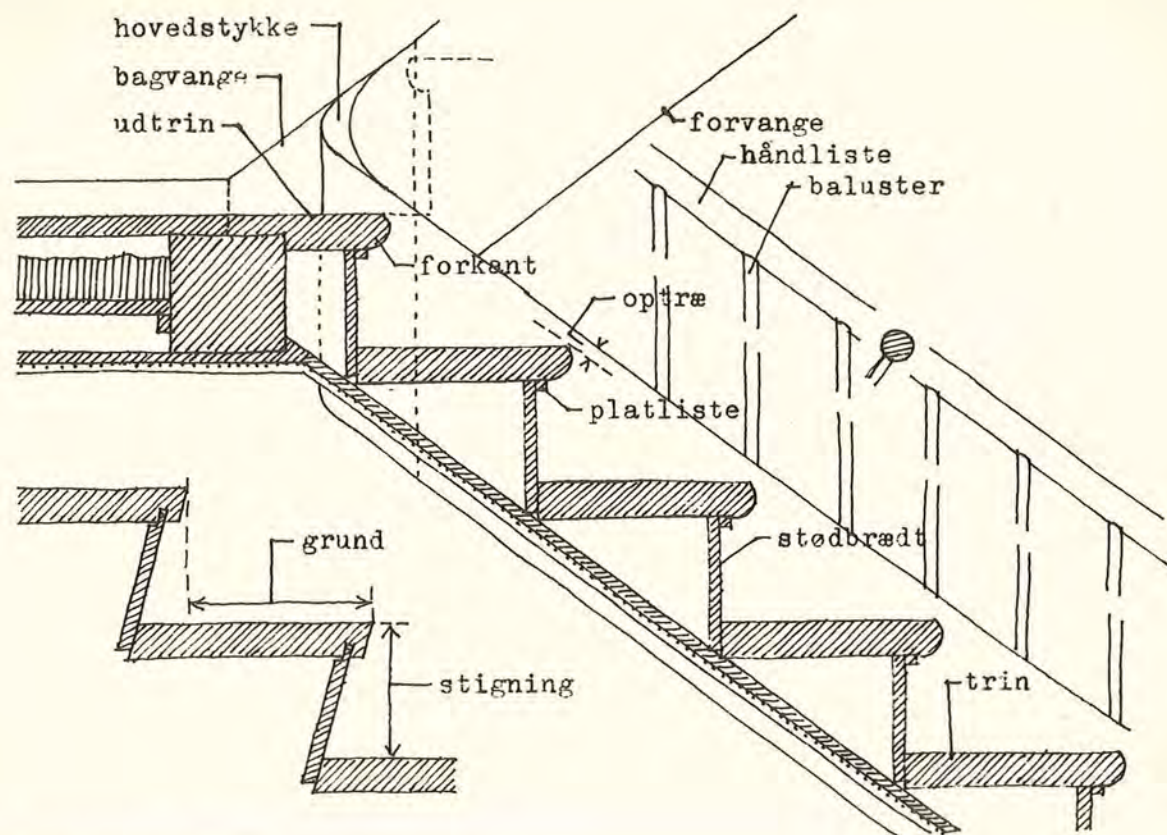 hovedstykke
bagvange
udtrin
forvange
håndliste
baluster
forkant
optræ
platliste
grund
stødbrædt
stigning
trin